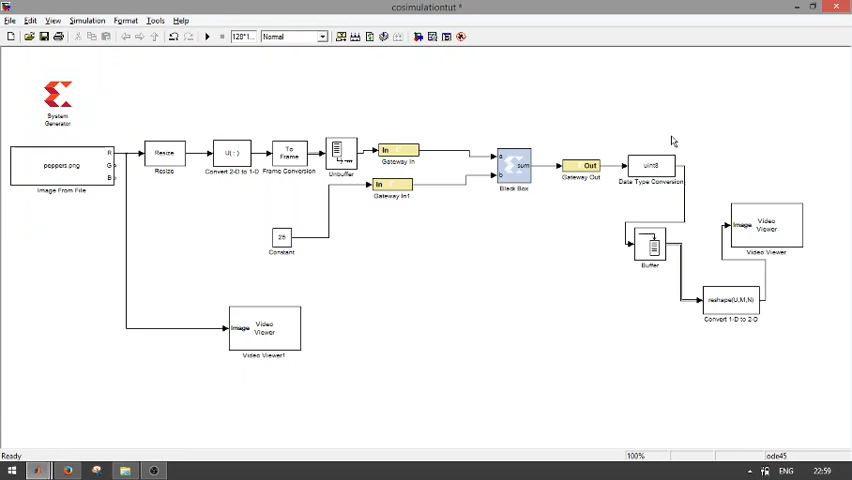 cosimulationtut *
File Edit View Simulation Format Tools Help
128*1... Normal
System
Generator
peppers.png
R
G
B
Image From File
Resize
Resize
U( : )
Convert 2-D to 1-D
To
Frame
Frame Conversion
Unbuffer
In
Gateway In
In
Gateway In1
25
Constant
a
b
sum
Black Box
Out
Gateway Out
uint8
Data Type Conversion
Buffer
Image
Video
Viewer
Video Viewer
reshape(U,M,N)
Convert 1-D to 2-D
Image
Video
Viewer
Video Viewer1
Ready
100%
ode45
ENG
22:59